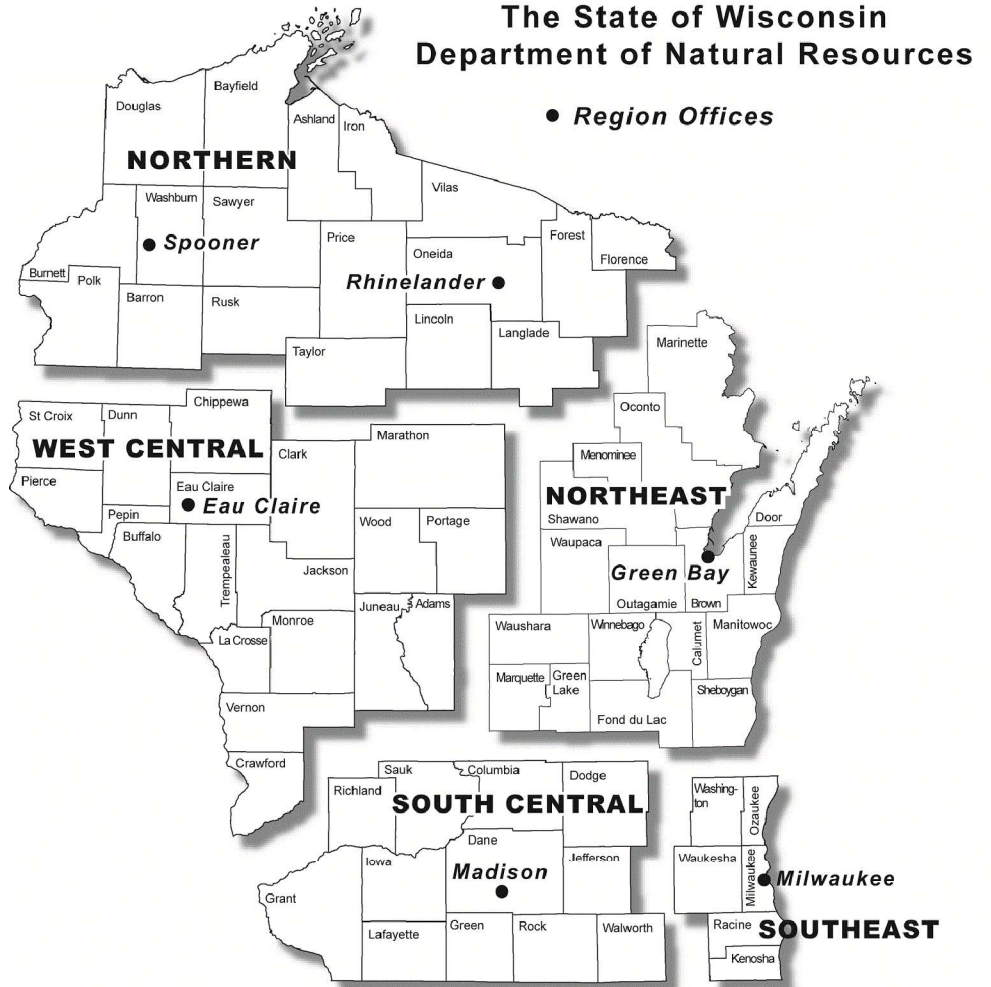 The State of Wisconsin
Department of Natural Resources
● Region Offices
Bayfield
Douglas
Ashland
Iron
NORTHERN
Vilas
Washburn
Sawyer
Price
Forest
Spooner
Oneida
Florence
Burnett
Polk
Rhinelander
Barron
Rusk
Lincoln
Langlade
Taylor
Marinette
Chippewa
St Croix
Dunn
Oconto
WEST CENTRAL
Marathon
Clark
Menominee
Pierce
Eau Claire
Eau Claire
NORTHEAST
Pepin
Wood
Portage
Shawano
Door
Buffalo
Waupaca
Trempealeau
Kewaunee
Jackson
Green Bay
Juneau
Adams
Outagamie
Brown
Monroe
Waushara
Winnebago
Calumet
Manitowoc
La Crosse
Marquette
Green
Lake
Sheboygan
Vernon
Fond du Lac
Crawford
Sauk
Columbia
Dodge
Richland
SOUTH CENTRAL
Washing-
ton
Ozaukee
Dane
Iowa
Jefferson
Waukesha
Milwaukee
Madison
Milwaukee
Grant
Lafayette
Green
Rock
Walworth
Racine
SOUTHEAST
Kenosha